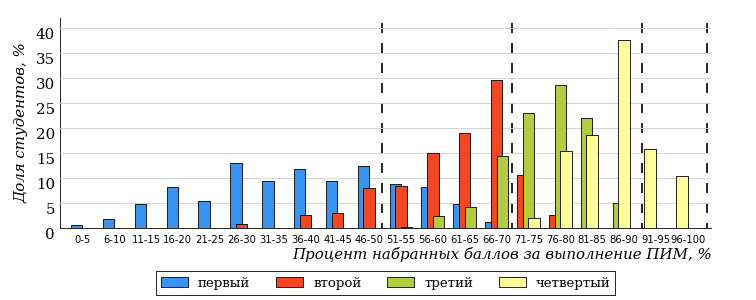 Доля студентов, %
40
35
30
25
20
15
10
5
0
0-5 6-10 11-15 16-20 21-25 26-30 31-35 36-40 41-45 46-50 51-55 56-60 61-65 66-70 71-75 76-80 81-85 86-90 91-95 96-100
Процент набранных баллов за выполнение ПИМ, %
первый второй третий четвертый